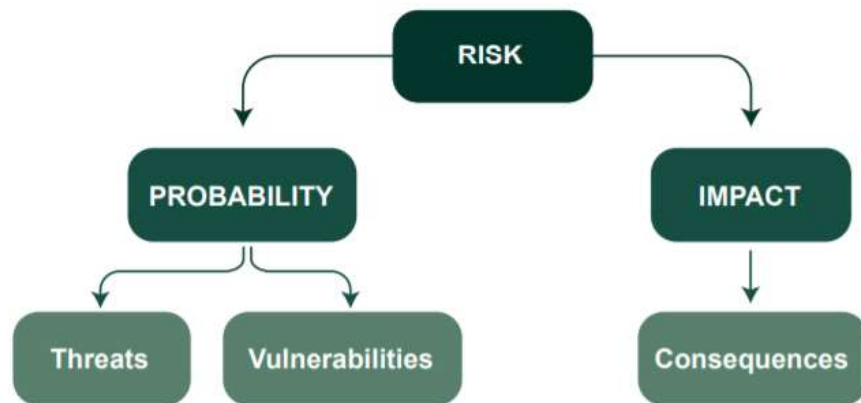 RISK
PROBABILITY
IMPACT
Threats
Vulnerabilities
Consequences